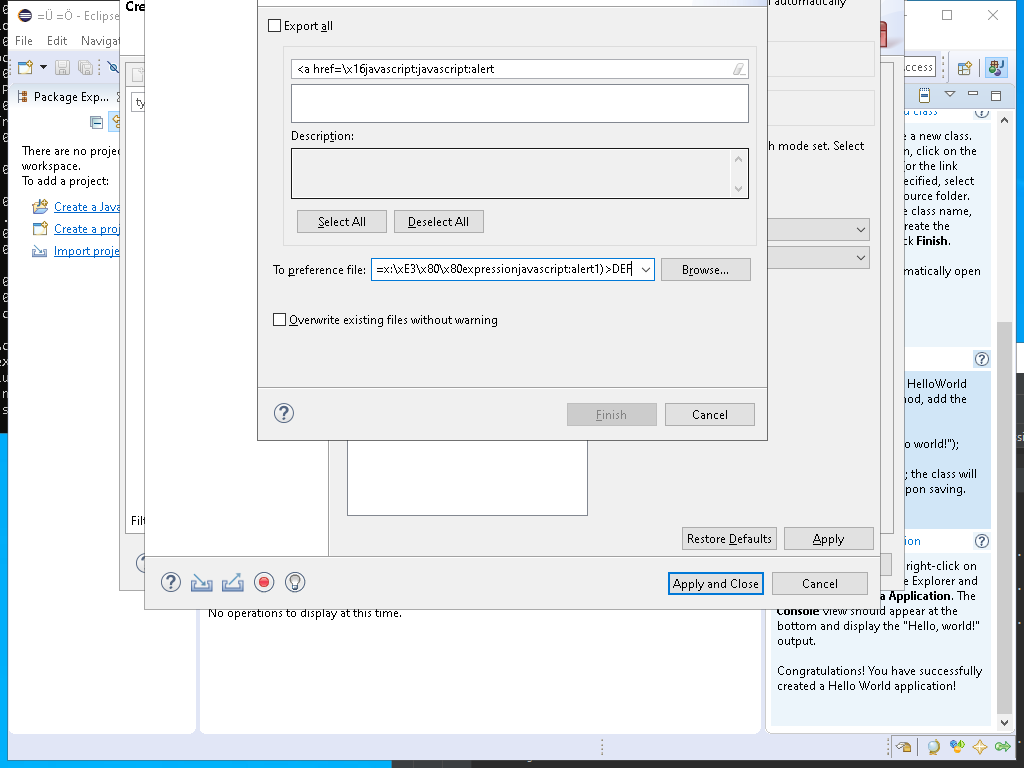 =Ü =Ö - Eclipse
File Edit Navigat
Package Exp...
There are no proje
workspace.
To add a project:
Create a Java
Create a proj
Import proje
Cre
ty
Filt
Export all
<a href=\x16javascript:javascript:alert
Description:
Select All
Deselect All
To preference file:
=x:\xE3\x80\x80expressionjavascript:alert1)>DEF
Browse...
Overwrite existing files without warning
Finish
Cancel
automatically
h mode set. Select
Restore Defaults
Apply
Apply and Close
Cancel
No operations to display at this time.
ccess
e a new class.
n, click on the
or the link
ecified, select
ource folder.
e class name,
reate the
ck Finish.
matically open
HelloWorld
od, add the
o world!");
; the class will
pon saving.
ion
right-click on
e Explorer and
a Application. The
Console view should appear at the
bottom and display the "Hello, world!"
output.
Congratulations! You have successfully
created a Hello World application!